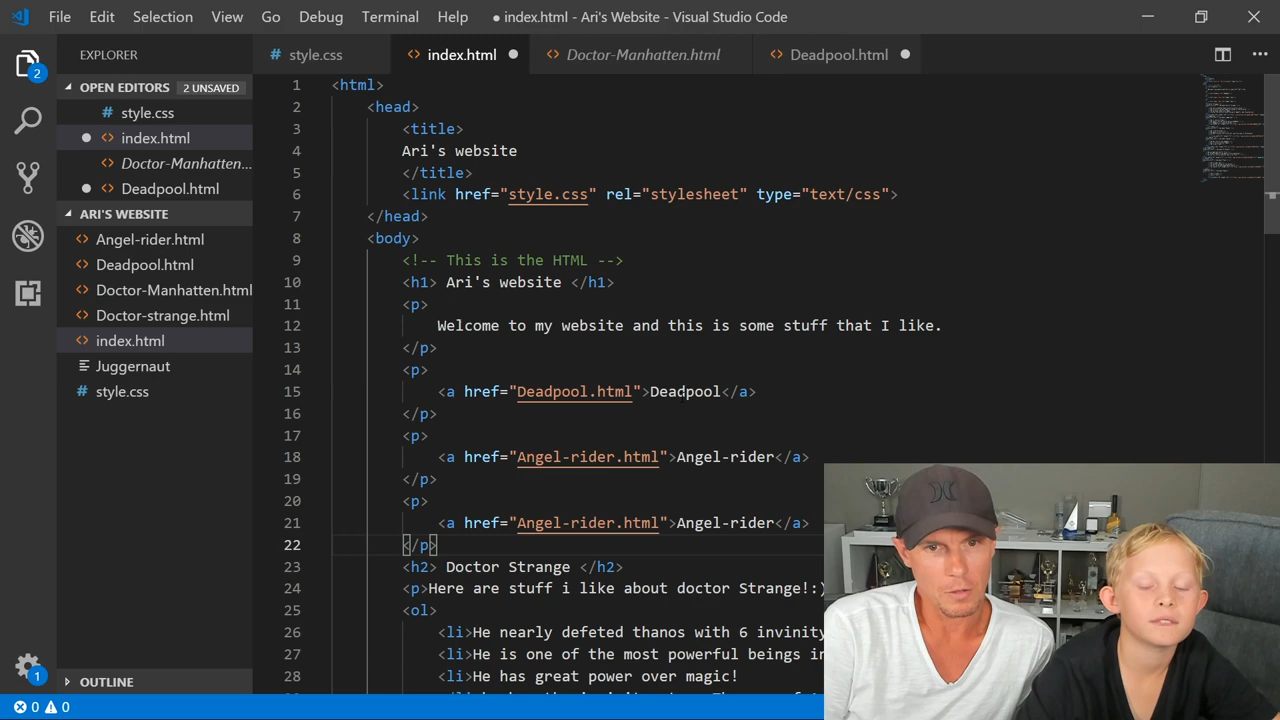 File Edit Selection View Go Debug Terminal Help ● index.html - Ari's Website - Visual Studio Code
EXPLORER
style.css index.html Doctor-Manhatten.html Deadpool.html
2
OPEN EDITORS 2 UNSAVED
style.css
index.html
Doctor-Manhatten...
Deadpool.html
ARI'S WEBSITE
Angel-rider.html
Deadpool.html
Doctor-Manhatten.html
Doctor-strange.html
index.html
Juggernaut
style.css
OUTLINE
1
0 0
1 <html>
2 <head>
3 <title>
4 Ari's website
5 </title>
6 <link href="style.css" rel="stylesheet" type="text/css">
7 </head>
8 <body>
9 <!-- This is the HTML -->
10 <h1> Ari's website </h1>
11 <p>
12 Welcome to my website and this is some stuff that I like.
13 </p>
14 <p>
15 <a href="Deadpool.html">Deadpool</a>
16 </p>
17 <p>
18 <a href="Angel-rider.html">Angel-rider</a>
19 </p>
20 <p>
21 <a href="Angel-rider.html">Angel-rider</a>
22 </p>
23 <h2> Doctor Strange </h2>
24 <p>Here are stuff i like about doctor Strange!:)
25 <ol>
26 <li>He nearly defeted thanos with 6 invinity
27 <li>He is one of the most powerful beings in
28 <li>He has great power over magic!